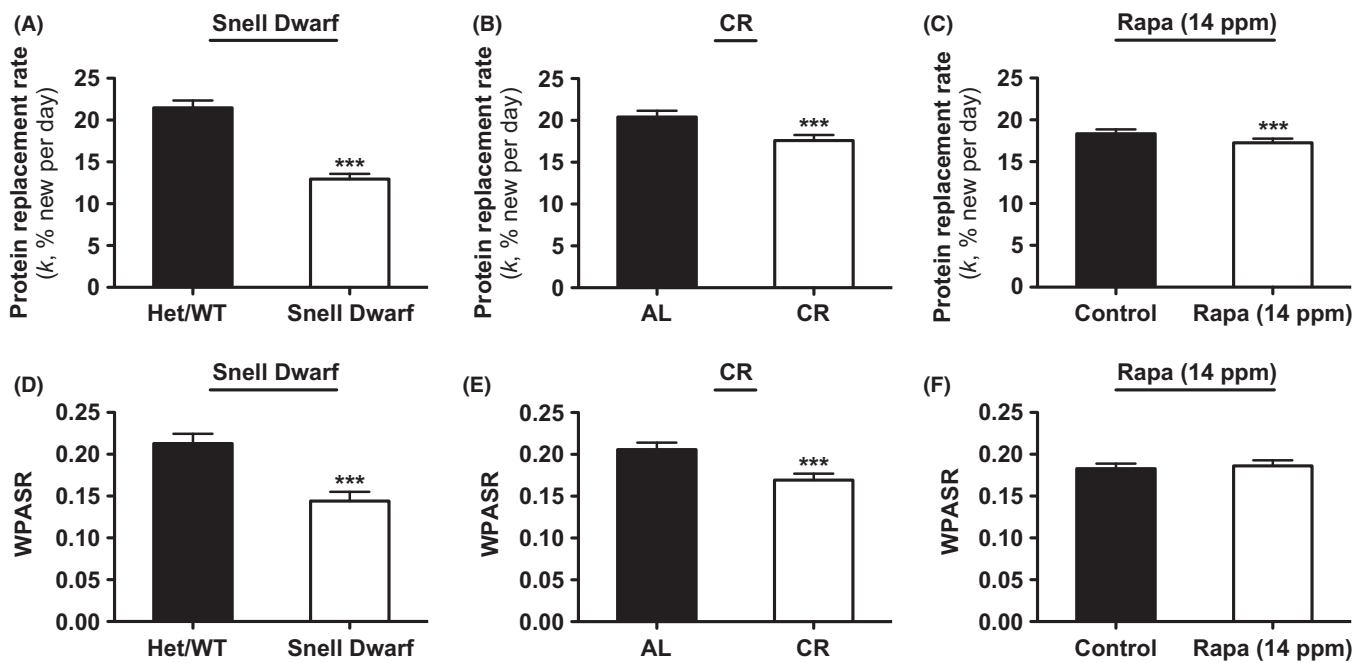 (A)
Snell Dwarf
Protein replacement rate
(k, % new per day)
25
20
15
10
5
0
***
Het/WT
Snell Dwarf
(B)
CR
Protein replacement rate
(k, % new per day)
25
20
15
10
5
0
***
AL
CR
(C)
Rapa (14 ppm)
Protein replacement rate
(k, % new per day)
25
20
15
10
5
0
***
Control
Rapa (14 ppm)
(D)
Snell Dwarf
WPASR
0.25
0.20
0.15
0.10
0.05
0.00
***
Het/WT
Snell Dwarf
(E)
CR
WPASR
0.25
0.20
0.15
0.10
0.05
0.00
***
AL
CR
(F)
Rapa (14 ppm)
WPASR
0.25
0.20
0.15
0.10
0.05
0.00
Control
Rapa (14 ppm)